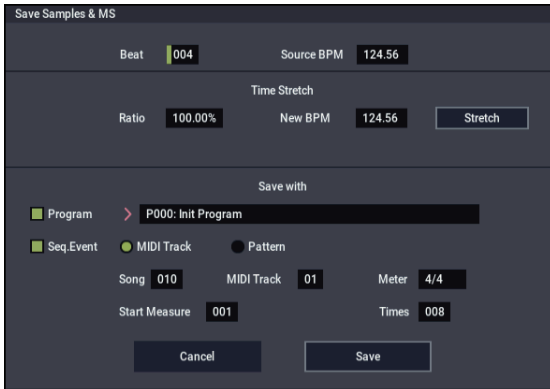 Save Samples & MS
Beat 004 Source BPM 124.56
Time Stretch
Ratio 100.00% New BPM 124.56 Stretch
Save with
Program P000: Init Program
Seq.Event MIDI Track Pattern
Song 010 MIDI Track 01 Meter 4/4
Start Measure 001 Times 008
Cancel Save